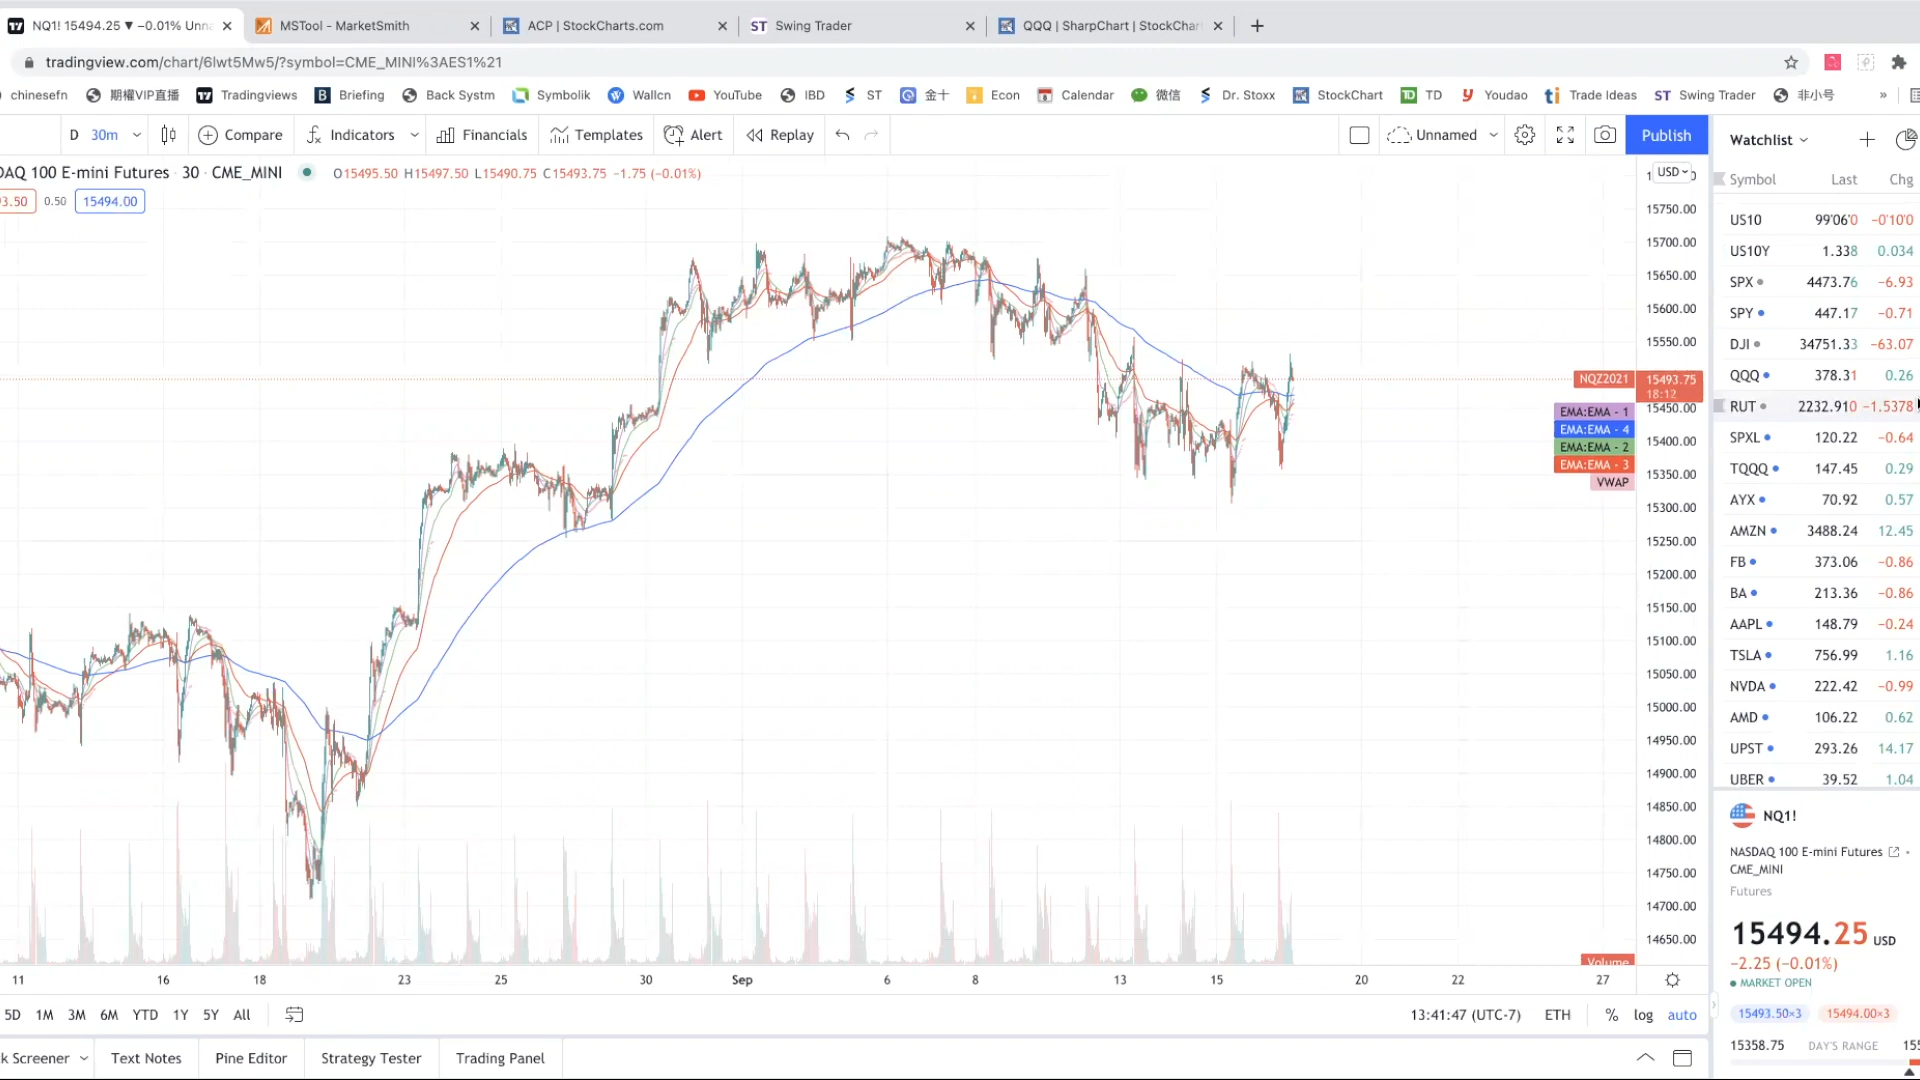 NQ1! 15494.25 ▼ −0.01% Unna
MSTool - MarketSmith
ACP | StockCharts.com
ST Swing Trader
QQQ | SharpChart | StockChar
tradingview.com/chart/6lwt5Mw5/?symbol=CME_MINI%3AES1%21
chinesefn 期權VIP直播 Tradingviews B Briefing Back Systm Symbolik Wallcn YouTube IBD ST 金十 Econ Calendar 微信 Dr. Stoxx StockChart TD Youdao Trade Ideas ST Swing Trader 非小号 »
D 30m Compare Indicators Financials Templates Alert Replay Unnamed Publish
DAQ 100 E-mini Futures · 30 · CME_MINI O15495.50 H15497.50 L15490.75 C15493.75 −1.75 (−0.01%)
3.50 0.50 15494.00
USD
15750.00
15700.00
15650.00
15600.00
15550.00
NQZ2021 15493.75
18:12
15450.00
15400.00
15350.00
15300.00
15250.00
15200.00
15150.00
15100.00
15050.00
15000.00
14950.00
14900.00
14850.00
14800.00
14750.00
14700.00
14650.00
EMA:EMA - 1
EMA:EMA - 4
EMA:EMA - 2
EMA:EMA - 3
VWAP
Volume
11 16 18 23 25 30 Sep 6 8 13 15 20 22 27
5D 1M 3M 6M YTD 1Y 5Y All 13:41:47 (UTC-7) ETH % log auto
k Screener Text Notes Pine Editor Strategy Tester Trading Panel
Watchlist
Symbol Last Chg
US10 99'06'0 −0'10'0
US10Y 1.338 0.034
SPX 4473.76 −6.93
SPY 447.17 −0.71
DJI 34751.33 −63.07
QQQ 378.31 0.26
RUT 2232.910 −1.5378
SPXL 120.22 −0.64
TQQQ 147.45 0.29
AYX 70.92 0.57
AMZN 3488.24 12.45
FB 373.06 −0.86
BA 213.36 −0.86
AAPL 148.79 −0.24
TSLA 756.99 1.16
NVDA 222.42 −0.99
AMD 106.22 0.62
UPST 293.26 14.17
UBER 39.52 1.04
NQ1!
NASDAQ 100 E-mini Futures
CME_MINI
Futures
15494.25 USD
−2.25 (−0.01%)
MARKET OPEN
15493.50×3 15494.00×3
15358.75 DAY'S RANGE 155